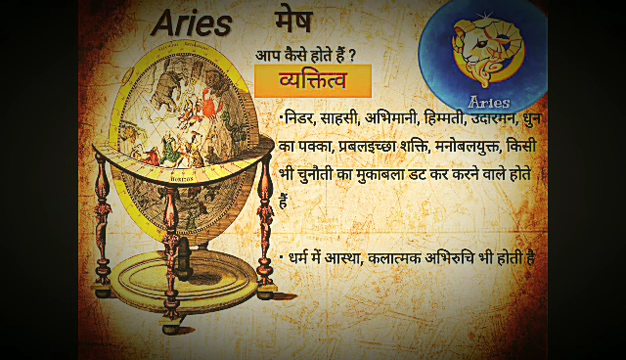 Aries मेष
आप कैसे होते हैं ?
व्यक्तित्व
Aries
•निडर, साहसी, अभिमानी, हिम्मती, उदारमन, धुन
का पक्का, प्रबलइच्छा शक्ति, मनोबलयुक्त, किसी
भी चुनौती का मुकाबला डट कर करने वाले होते
हैं
• धर्म में आस्था, कलात्मक अभिरुचि भी होती है
Horizon